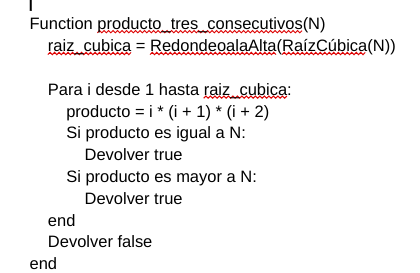 Function producto_tres_consecutivos(N)
raiz_cubica = RedondeoalaAlta(RaízCúbica(N))
Para i desde 1 hasta raiz_cubica:
producto = i * (i + 1) * (i + 2)
Si producto es igual a N:
Devolver true
Si producto es mayor a N:
Devolver true
end
Devolver false
end